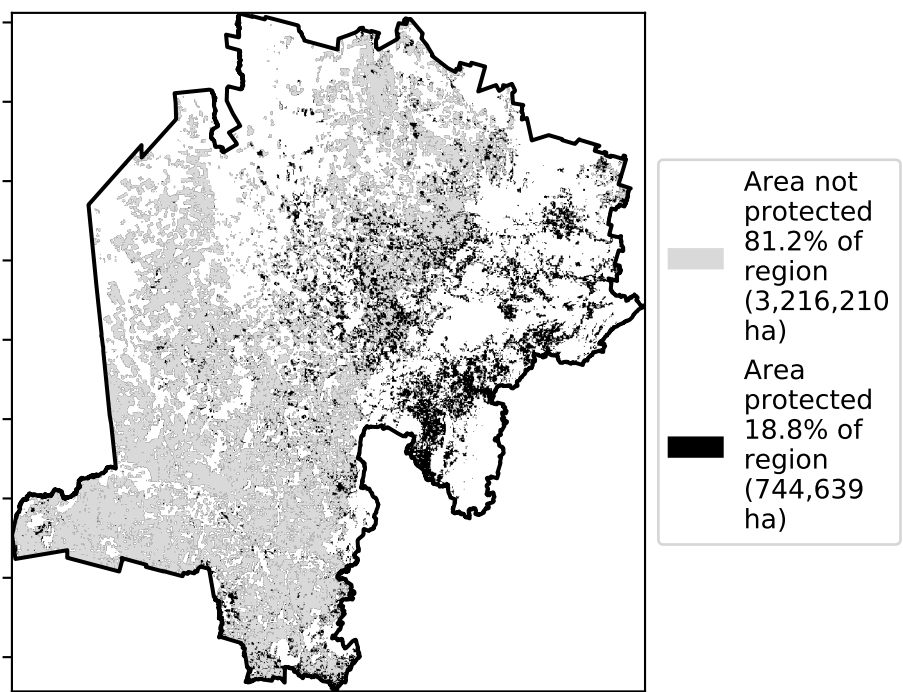 Area not
protected
81.2% of
region
(3,216,210
ha)
Area
protected
18.8% of
region
(744,639
ha)